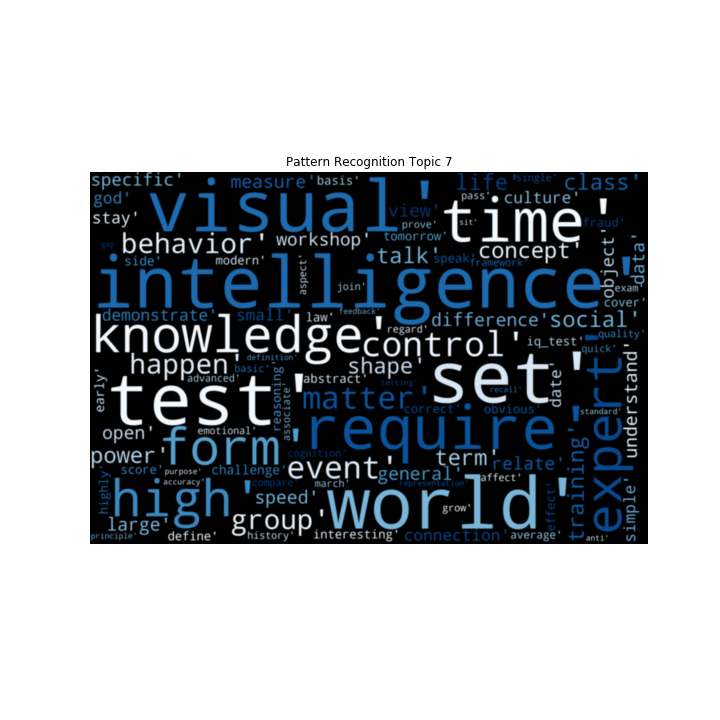 Pattern Recognition Topic 7
specific' visual' measure' basis' life' 'single' class'
god' view' pass' culture'
stay' time' prove' sit' fraud'
gap' behavior' workshop' tomorrow' concept' object' data'
side' modern' aspect' talk' speak' framework'
intelligence' join' exam' cover'
demonstrate' small' law' feedback' difference' social'
knowledge' control' regard' iq_test' quality' quick'
happen' definition' shape' set' expert' understand'
early' advanced' basic' reasoning' associate' abstract' testing' recall' date'
test' matter' correct' obvious' standard'
open' emotional' require'
power' form' cognition' term' relate' training'
score' purpose' challenge' event' general' affect'
highly' accuracy' compare' march' representation' effect' simple'
high' speed' world' grow'
large' group'
principle' define' history' interesting' connection' average' anti'